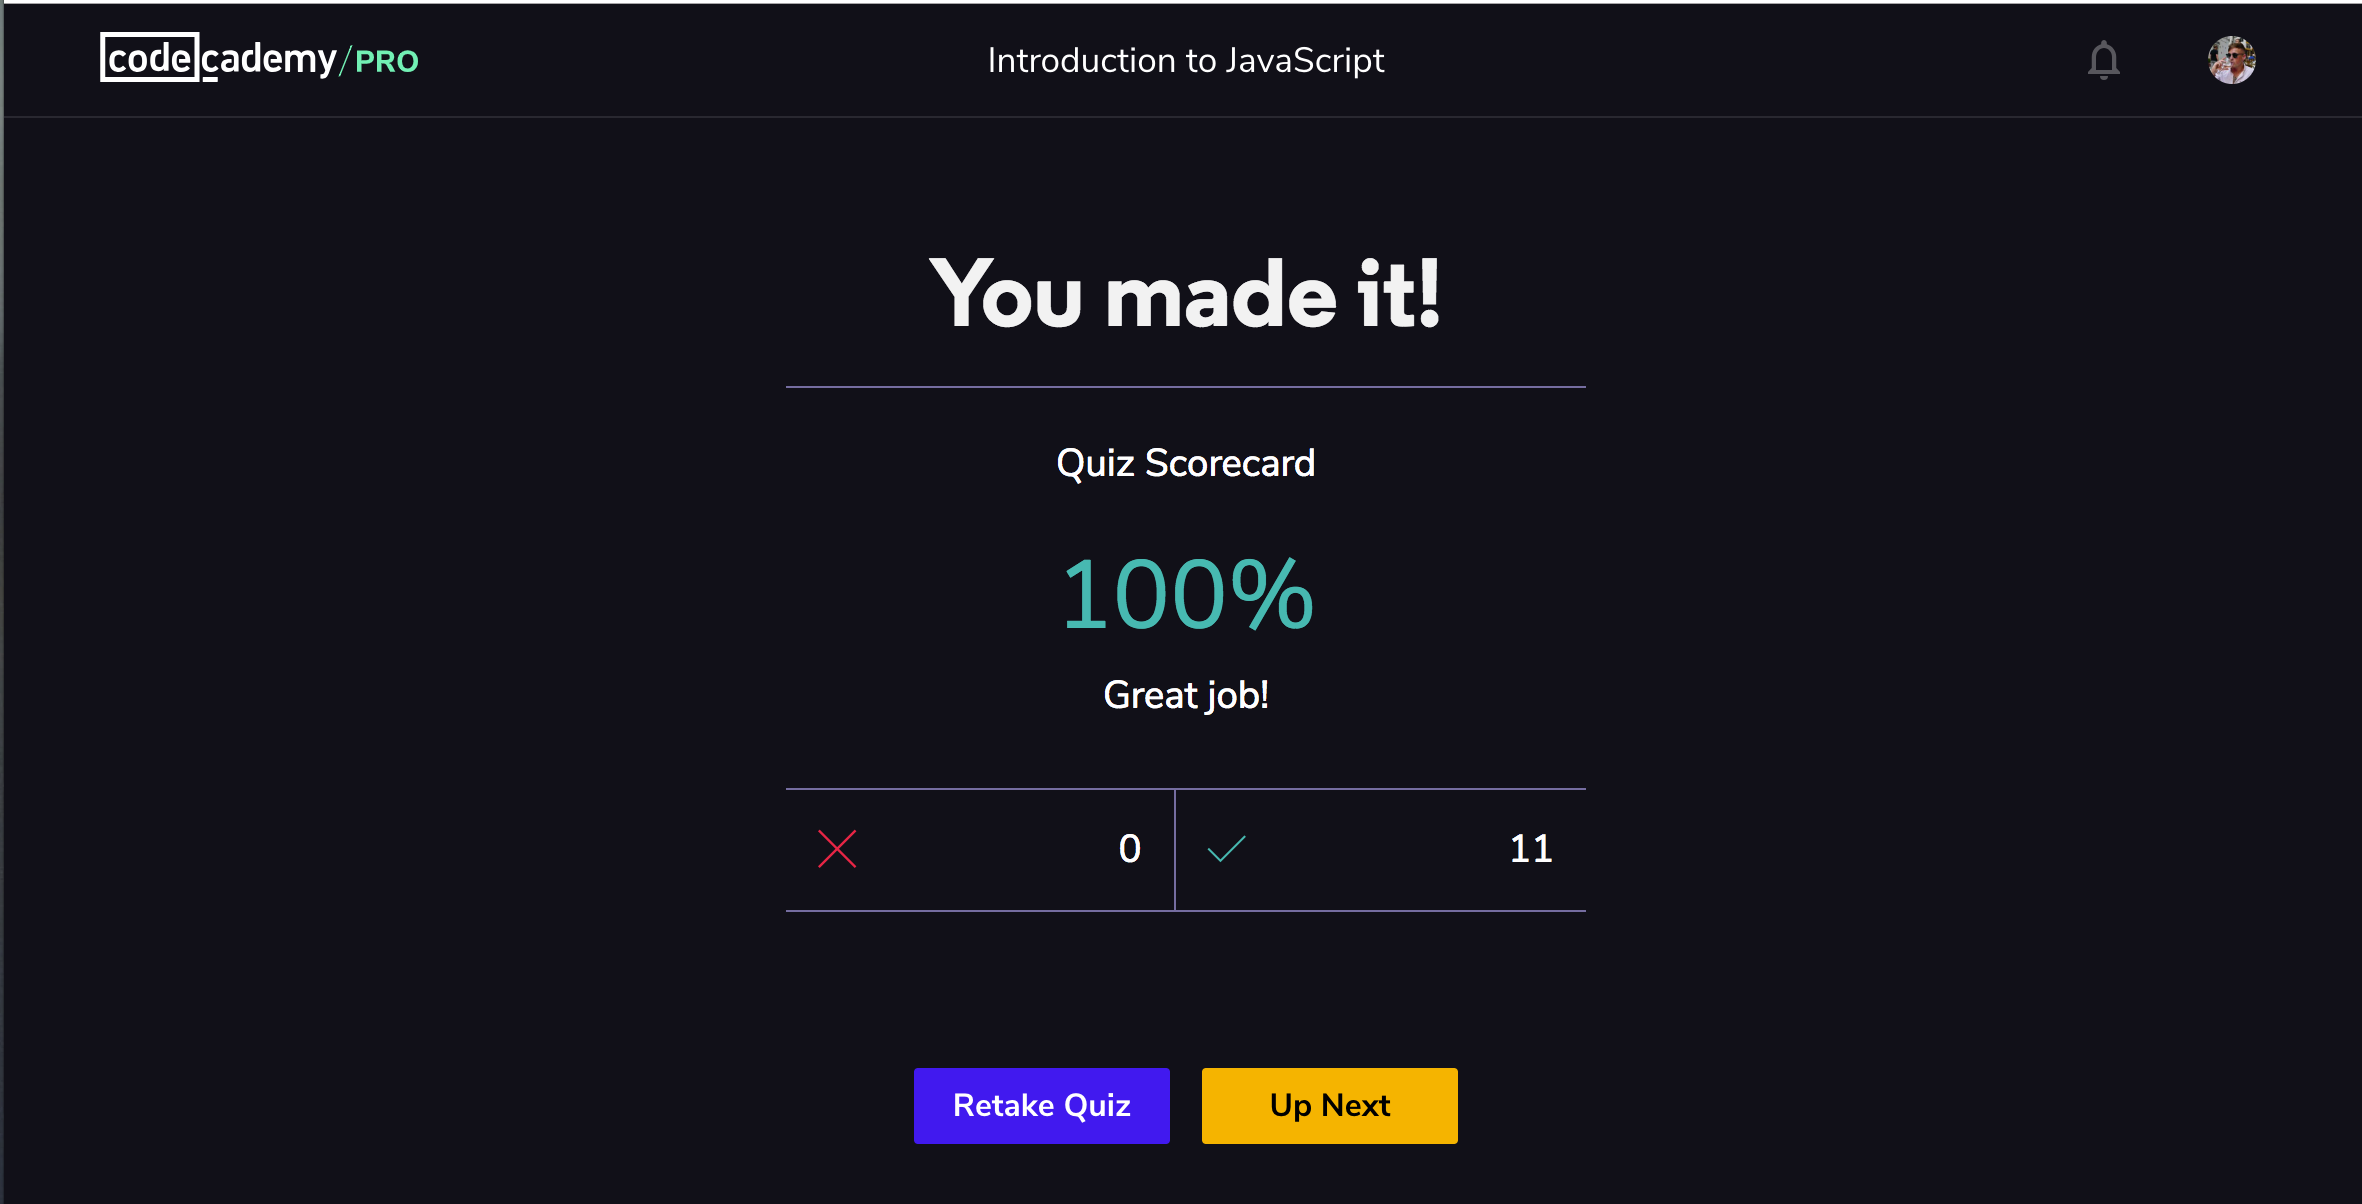 codecademy/PRO
Introduction to JavaScript
You made it!
Quiz Scorecard
100%
Great job!
0 11
Retake Quiz Up Next